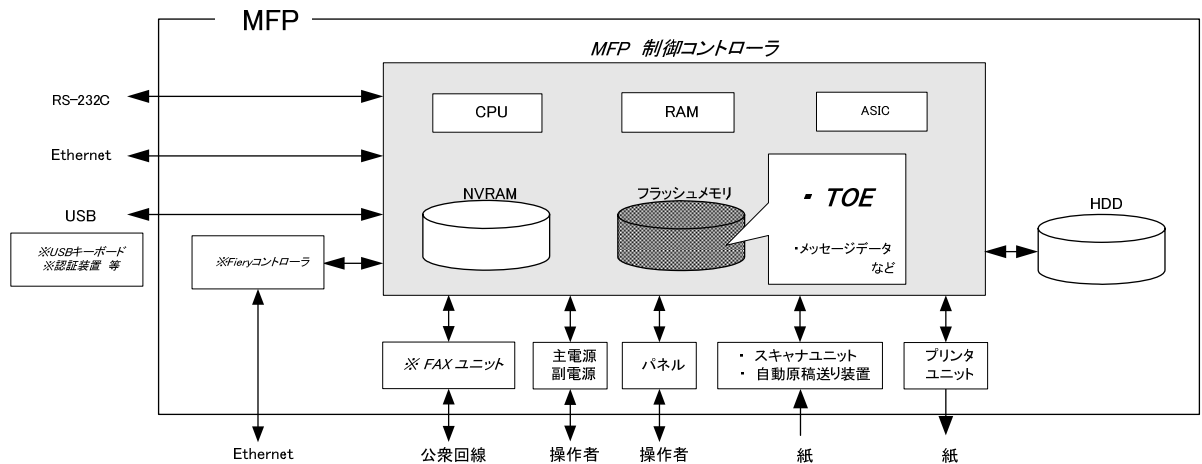 MFP
MFP 制御コントローラ
RS-232C
CPU
RAM
ASIC
Ethernet
・ TOE
NVRAM
フラッシュメモリ
HDD
USB
・メッセージデータ
など
※USBキーボード
※認証装置 等
※Fieryコントローラ
※ FAX ユニット
主電源
副電源
パネル
・ スキャナユニット
・ 自動原稿送り装置
プリンタ
ユニット
Ethernet
公衆回線
操作者
操作者
紙
紙